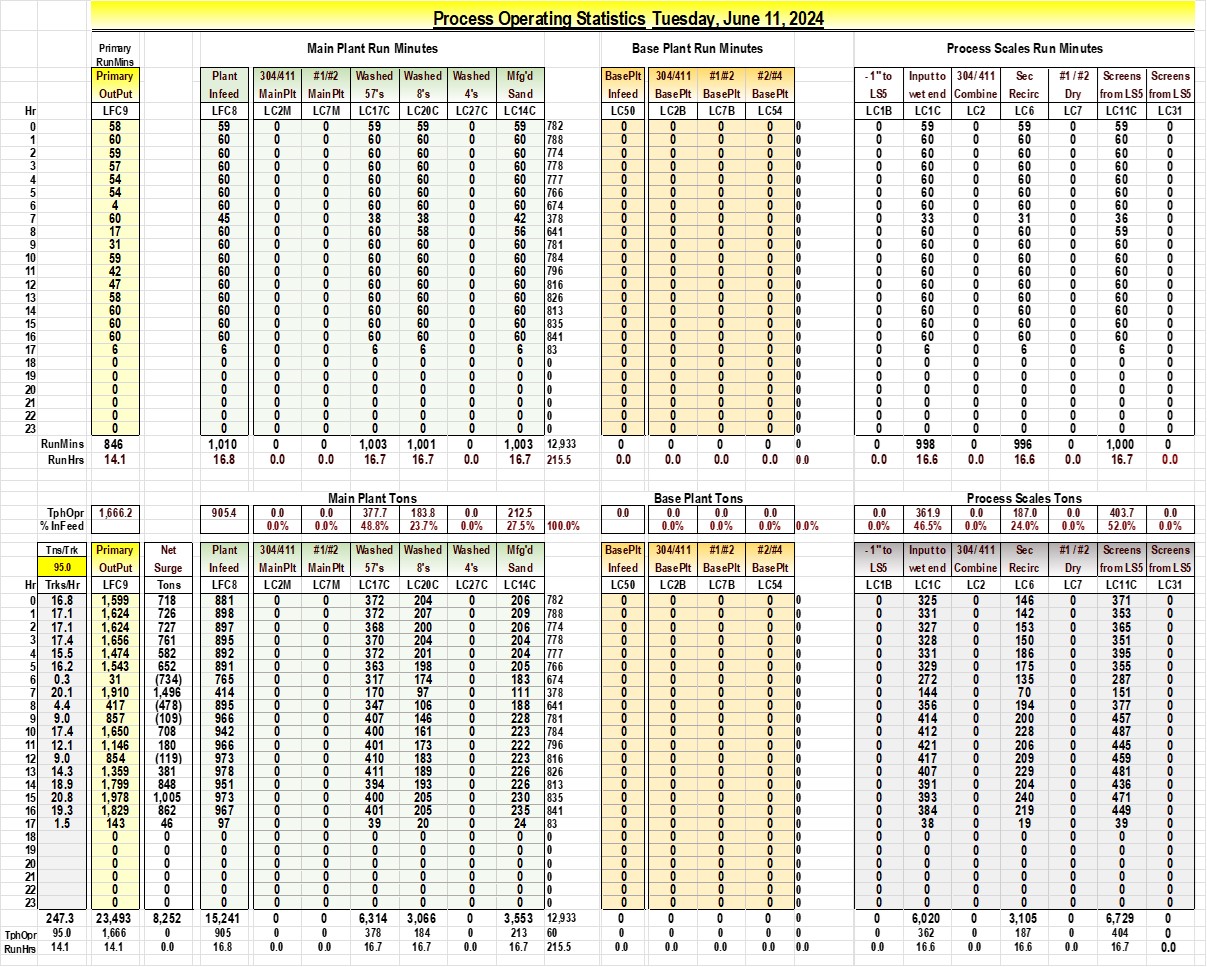 Process Operating Statistics Tuesday, June 11, 2024
Primary Main Plant Run Minutes Base Plant Run Minutes Process Scales Run Minutes
RunMins
Primary Plant 304/411 #1/#2 Washed Washed Washed Mfg'd BasePlt 304/411 #1/#2 #2/#4 - 1" to Input to 304/ 411 Sec #1 / #2 Screens Screens
OutPut Infeed MainPlt MainPlt 57's 8's 4's Sand Infeed BasePlt BasePlt BasePlt LS5 wet end Combine Recirc Dry from LS5 from LS5
Hr LFC9 LFC8 LC2M LC7M LC17C LC20C LC27C LC14C LC50 LC2B LC7B LC54 LC1B LC1C LC2 LC6 LC7 LC11C LC31
0 58 59 0 0 59 59 0 59 782 0 0 0 0 0 0 59 0 59 0 59 0
1 60 60 0 0 60 60 0 60 788 0 0 0 0 0 0 60 0 60 0 60 0
2 59 60 0 0 60 60 0 60 774 0 0 0 0 0 0 60 0 60 0 60 0
3 57 60 0 0 60 60 0 60 778 0 0 0 0 0 0 60 0 60 0 60 0
4 54 60 0 0 60 60 0 60 777 0 0 0 0 0 0 60 0 60 0 60 0
5 54 60 0 0 60 60 0 60 766 0 0 0 0 0 0 60 0 60 0 60 0
6 4 60 0 0 60 60 0 60 674 0 0 0 0 0 0 60 0 60 0 60 0
7 60 45 0 0 38 38 0 42 378 0 0 0 0 0 0 33 0 31 0 36 0
8 17 60 0 0 60 58 0 56 641 0 0 0 0 0 0 60 0 60 0 59 0
9 31 60 0 0 60 60 0 60 781 0 0 0 0 0 0 60 0 60 0 60 0
10 59 60 0 0 60 60 0 60 784 0 0 0 0 0 0 60 0 60 0 60 0
11 42 60 0 0 60 60 0 60 796 0 0 0 0 0 0 60 0 60 0 60 0
12 47 60 0 0 60 60 0 60 816 0 0 0 0 0 0 60 0 60 0 60 0
13 58 60 0 0 60 60 0 60 826 0 0 0 0 0 0 60 0 60 0 60 0
14 60 60 0 0 60 60 0 60 813 0 0 0 0 0 0 60 0 60 0 60 0
15 60 60 0 0 60 60 0 60 835 0 0 0 0 0 0 60 0 60 0 60 0
16 60 60 0 0 60 60 0 60 841 0 0 0 0 0 0 60 0 60 0 60 0
17 6 6 0 0 6 6 0 6 83 0 0 0 0 0 0 6 0 6 0 6 0
18 0 0 0 0 0 0 0 0 0 0 0 0 0 0 0 0 0 0 0 0 0
19 0 0 0 0 0 0 0 0 0 0 0 0 0 0 0 0 0 0 0 0 0
20 0 0 0 0 0 0 0 0 0 0 0 0 0 0 0 0 0 0 0 0 0
21 0 0 0 0 0 0 0 0 0 0 0 0 0 0 0 0 0 0 0 0 0
22 0 0 0 0 0 0 0 0 0 0 0 0 0 0 0 0 0 0 0 0 0
23 0 0 0 0 0 0 0 0 0 0 0 0 0 0 0 0 0 0 0 0 0
RunMins 846 1,010 0 0 1,003 1,001 0 1,003 12,933 0 0 0 0 0 0 998 0 996 0 1,000 0
RunHrs 14.1 16.8 0.0 0.0 16.7 16.7 0.0 16.7 215.5 0.0 0.0 0.0 0.0 0.0 0.0 16.6 0.0 16.6 0.0 16.7 0.0
Main Plant Tons Base Plant Tons Process Scales Tons
TphOpr 1,666.2 905.4 0.0 0.0 377.7 183.8 0.0 212.5 0.0 0.0 0.0 0.0 0.0 361.9 0.0 187.0 0.0 403.7 0.0
% InFeed 0.0% 0.0% 48.8% 23.7% 0.0% 27.5% 100.0% 0.0% 0.0% 0.0% 0.0% 0.0% 46.5% 0.0% 24.0% 0.0% 52.0% 0.0%
Tns/Trk Primary Net Plant 304/411 #1/#2 Washed Washed Washed Mfg'd BasePlt 304/411 #1/#2 #2/#4 - 1" to Input to 304/ 411 Sec #1 / #2 Screens Screens
95.0 OutPut Surge Infeed MainPlt MainPlt 57's 8's 4's Sand Infeed BasePlt BasePlt BasePlt LS5 wet end Combine Recirc Dry from LS5 from LS5
Hr Trks/Hr LFC9 Tons LFC8 LC2M LC7M LC17C LC20C LC27C LC14C LC50 LC2B LC7B LC54 LC1B LC1C LC2 LC6 LC7 LC11C LC31
0 16.8 1,599 718 881 0 0 372 204 0 206 782 0 0 0 0 0 0 325 0 146 0 371 0
1 17.1 1,624 726 898 0 0 372 207 0 209 788 0 0 0 0 0 0 331 0 142 0 353 0
2 17.1 1,624 727 897 0 0 368 200 0 206 774 0 0 0 0 0 0 327 0 153 0 365 0
3 17.4 1,656 761 895 0 0 370 204 0 204 778 0 0 0 0 0 0 328 0 150 0 351 0
4 15.5 1,474 582 892 0 0 372 201 0 204 777 0 0 0 0 0 0 331 0 186 0 395 0
5 16.2 1,543 652 891 0 0 363 198 0 205 766 0 0 0 0 0 0 329 0 175 0 355 0
6 0.3 31 (734) 765 0 0 317 174 0 183 674 0 0 0 0 0 0 272 0 135 0 287 0
7 20.1 1,910 1,496 414 0 0 170 97 0 111 378 0 0 0 0 0 0 144 0 70 0 151 0
8 4.4 417 (478) 895 0 0 347 106 0 188 641 0 0 0 0 0 0 356 0 194 0 377 0
9 9.0 857 (109) 966 0 0 407 146 0 228 781 0 0 0 0 0 0 414 0 200 0 457 0
10 17.4 1,650 708 942 0 0 400 161 0 223 784 0 0 0 0 0 0 412 0 228 0 487 0
11 12.1 1,146 180 966 0 0 401 173 0 222 796 0 0 0 0 0 0 421 0 206 0 445 0
12 9.0 854 (119) 973 0 0 410 183 0 223 816 0 0 0 0 0 0 417 0 209 0 459 0
13 14.3 1,359 381 978 0 0 411 189 0 226 826 0 0 0 0 0 0 407 0 229 0 481 0
14 18.9 1,799 848 951 0 0 394 193 0 226 813 0 0 0 0 0 0 391 0 204 0 436 0
15 20.8 1,978 1,005 973 0 0 400 205 0 230 835 0 0 0 0 0 0 393 0 240 0 471 0
16 19.3 1,829 862 967 0 0 401 205 0 235 841 0 0 0 0 0 0 384 0 219 0 449 0
17 1.5 143 46 97 0 0 39 20 0 24 83 0 0 0 0 0 0 38 0 19 0 39 0
18 0 0 0 0 0 0 0 0 0 0 0 0 0 0 0 0 0 0 0 0 0 0
19 0 0 0 0 0 0 0 0 0 0 0 0 0 0 0 0 0 0 0 0 0 0
20 0 0 0 0 0 0 0 0 0 0 0 0 0 0 0 0 0 0 0 0 0 0
21 0 0 0 0 0 0 0 0 0 0 0 0 0 0 0 0 0 0 0 0 0 0
22 0 0 0 0 0 0 0 0 0 0 0 0 0 0 0 0 0 0 0 0 0 0
23 0 0 0 0 0 0 0 0 0 0 0 0 0 0 0 0 0 0 0 0 0 0
247.3 23,493 8,252 15,241 0 0 6,314 3,066 0 3,553 12,933 0 0 0 0 0 0 6,020 0 3,105 0 6,729 0
TphOpr 95.0 1,666 0 905 0 0 378 184 0 213 60 0 0 0 0 0 0 362 0 187 0 404 0
RunHrs 14.1 14.1 0.0 16.8 0.0 0.0 16.7 16.7 0.0 16.7 215.5 0.0 0.0 0.0 0.0 0.0 0.0 16.6 0.0 16.6 0.0 16.7 0.0